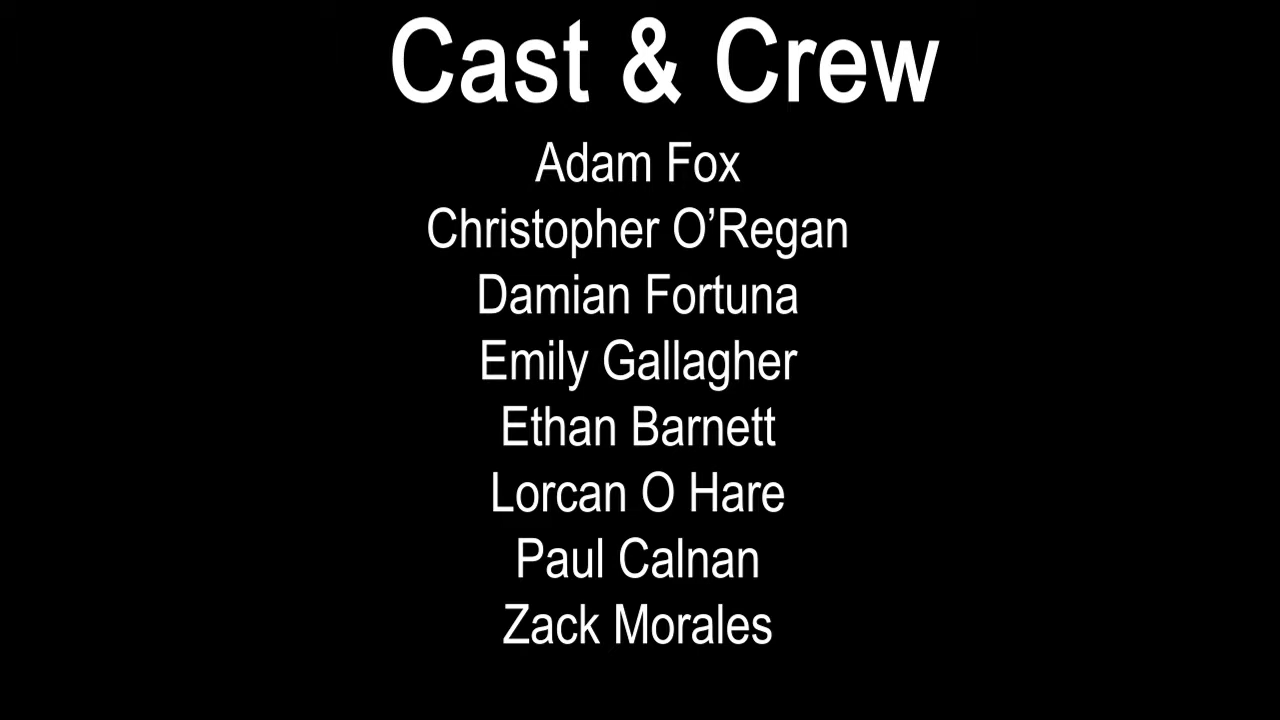 Cast & Crew
Adam Fox
Christopher O’Regan
Damian Fortuna
Emily Gallagher
Ethan Barnett
Lorcan O Hare
Paul Calnan
Zack Morales